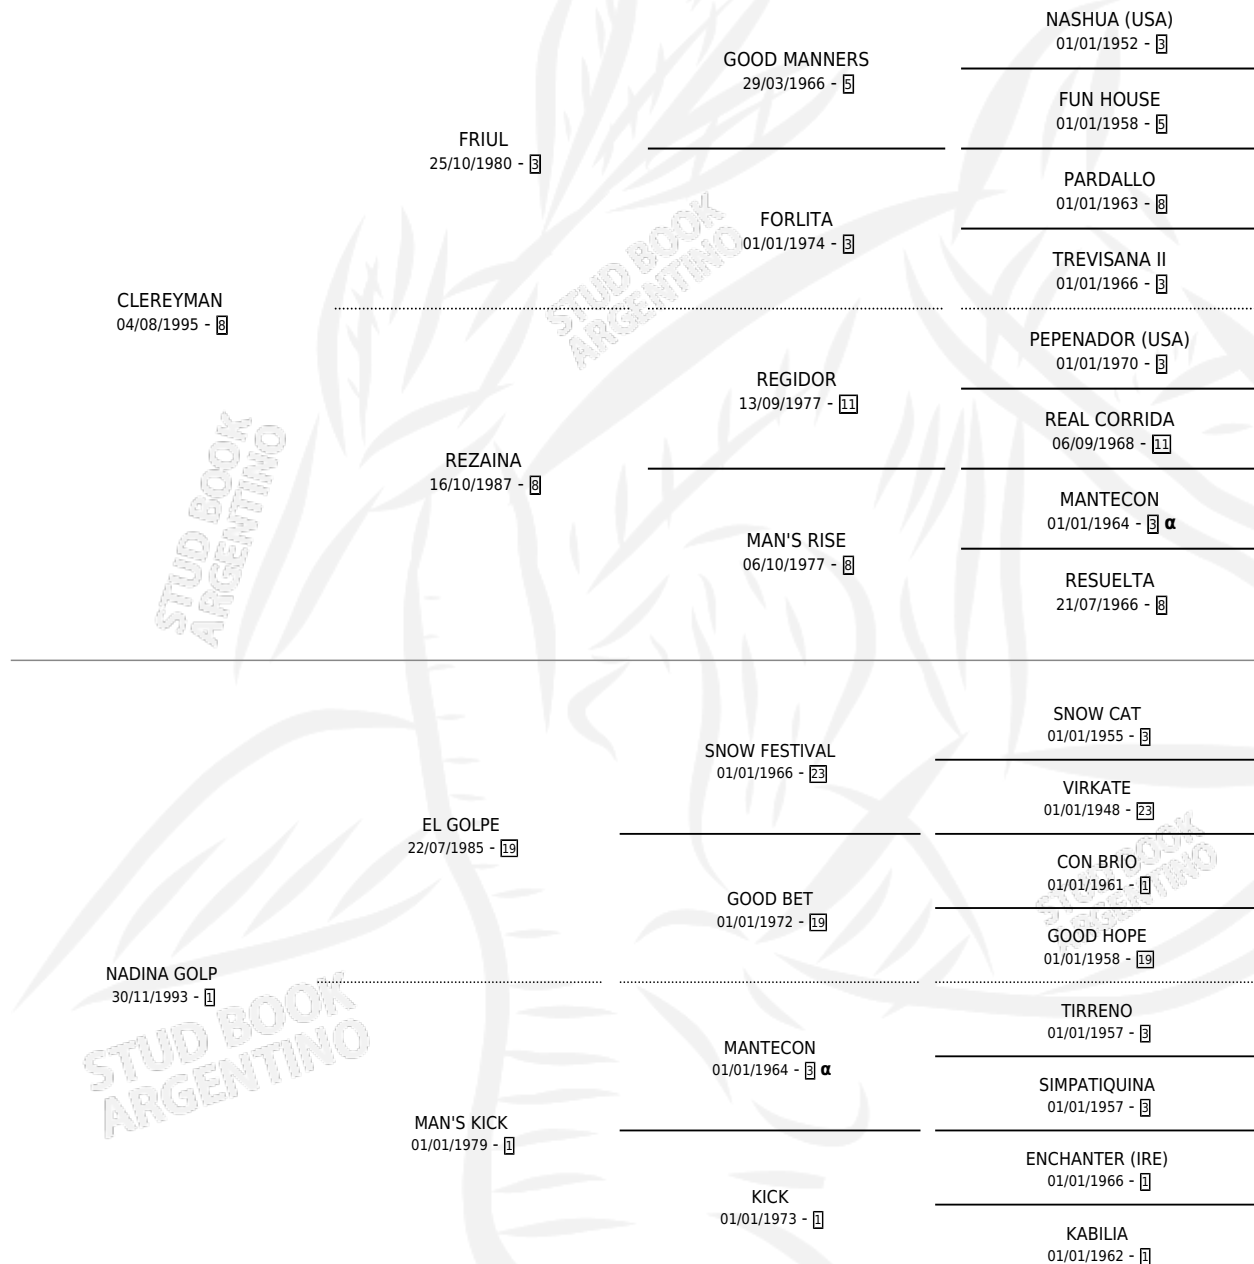 NASHUA (USA)
01/01/1952 - 3
GOOD MANNERS
29/03/1966 - 5
FUN HOUSE
01/01/1958 - 5
FRIUL
25/10/1980 - 3
PARDALLO
01/01/1963 - 8
FORLITA
01/01/1974 - 3
TREVISANA II
01/01/1966 - 3
CLEREYMAN
04/08/1995 - 8
PEPENADOR (USA)
01/01/1970 - 3
REGIDOR
13/09/1977 - 11
REAL CORRIDA
06/09/1968 - 11
REZAINA
16/10/1987 - 8
MANTECON
01/01/1964 - 3 α
MAN'S RISE
06/10/1977 - 8
RESUELTA
21/07/1966 - 8
SNOW CAT
01/01/1955 - 3
SNOW FESTIVAL
01/01/1966 - 23
VIRKATE
01/01/1948 - 23
EL GOLPE
22/07/1985 - 19
CON BRIO
01/01/1961 - 1
GOOD BET
01/01/1972 - 19
GOOD HOPE
01/01/1958 - 19
NADINA GOLP
30/11/1993 - 1
TIRRENO
01/01/1957 - 3
MANTECON
01/01/1964 - 3 α
SIMPATIQUINA
01/01/1957 - 3
MAN'S KICK
01/01/1979 - 1
ENCHANTER (IRE)
01/01/1966 - 1
KICK
01/01/1973 - 1
KABILIA
01/01/1962 - 1
STUD BOOK
ARGENTINO
STUD BOOK
ARGENTINO
STUD BOOK
ARGENTINO
STUD BOOK
ARGENTINO